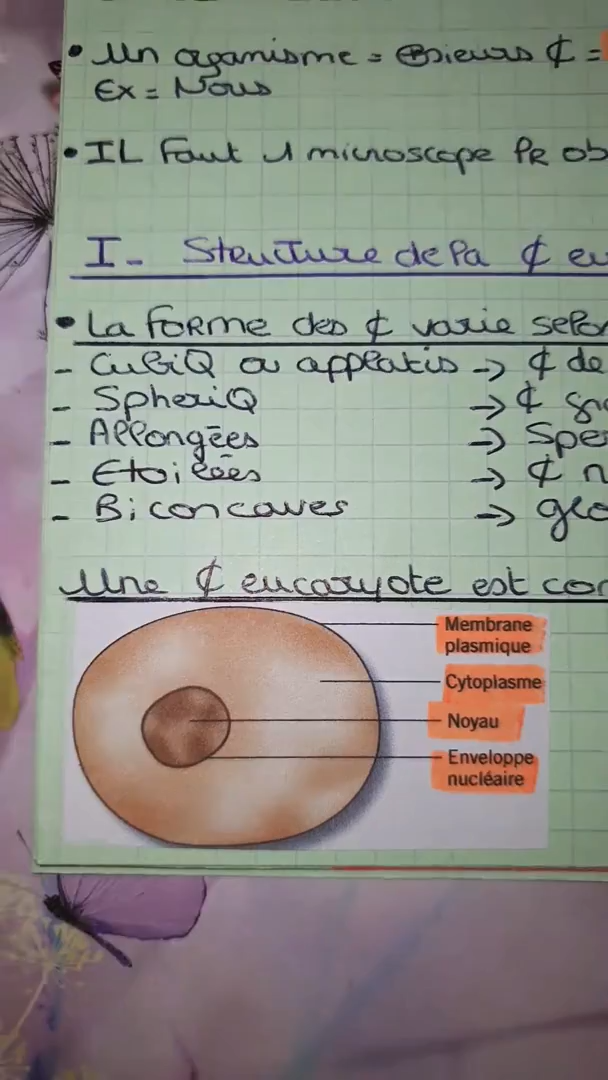 • Un organisme = ⊕sieurs ₵ =
Ex = Nous
• IL Faut 1 microscope PR ob
I - Structure de la ₵ eu
• La FORME des ₵ varie selon
- CubiQ ou applatis -> ₵ de
- SpheriQ -> ₵ gr
- Allongées -> Spe
- Etoilées -> ₵ n
- Biconcaves -> glo
Une ₵ eucaryote est con
Membrane
plasmique
Cytoplasme
Noyau
Enveloppe
nucléaire